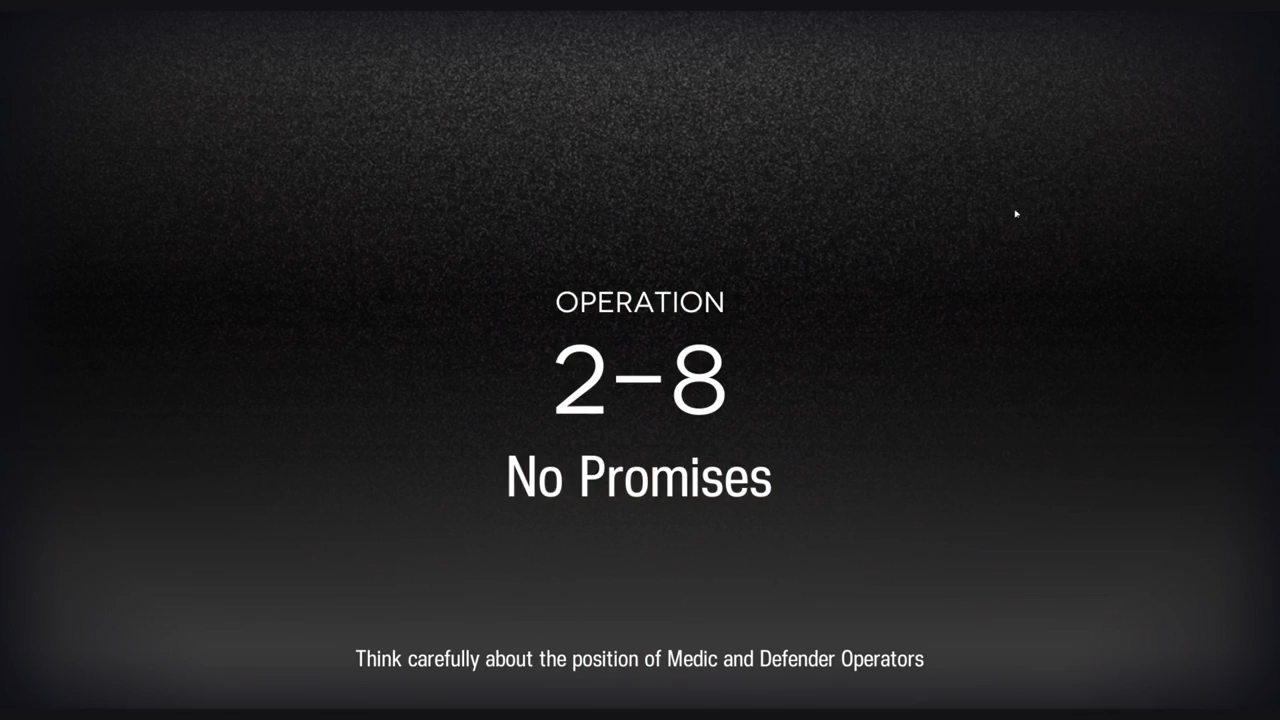 OPERATION
2-8
No Promises
Think carefully about the position of Medic and Defender Operators